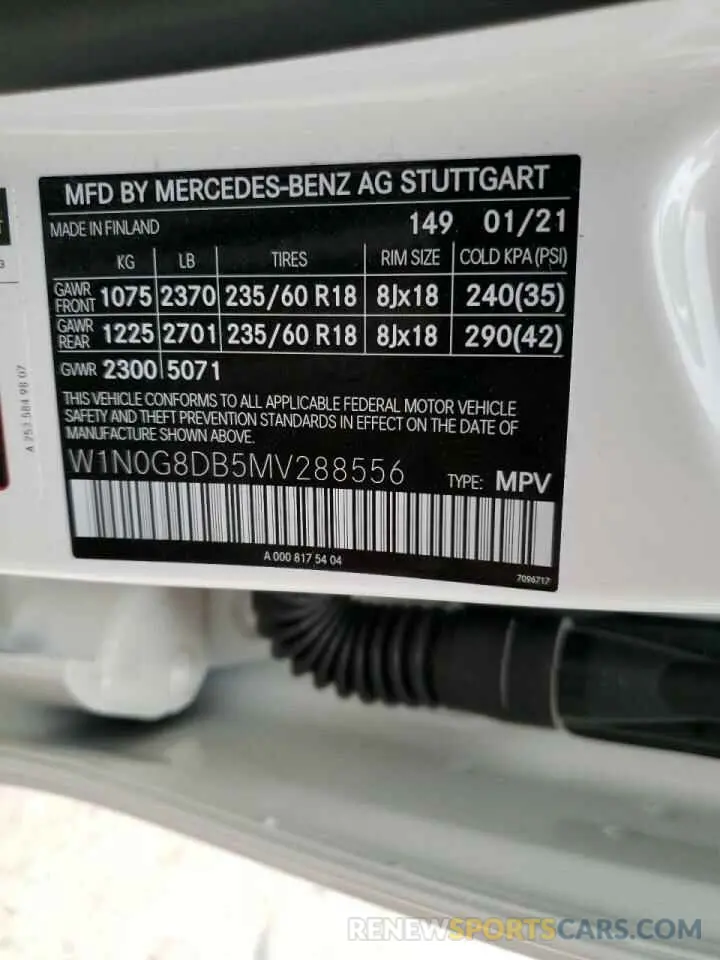 MFD BY MERCEDES-BENZ AG STUTTGART
MADE IN FINLAND 149 01/21
KG LB TIRES RIM SIZE COLD KPA (PSI)
GAWR FRONT 1075 2370 235/60 R18 8Jx18 240(35)
GAWR REAR 1225 2701 235/60 R18 8Jx18 290(42)
GVWR 2300 5071
THIS VEHICLE CONFORMS TO ALL APPLICABLE FEDERAL MOTOR VEHICLE
SAFETY AND THEFT PREVENTION STANDARDS IN EFFECT ON THE DATE OF
MANUFACTURE SHOWN ABOVE.
W1N0G8DB5MV288556 TYPE: MPV
A 000 817 54 04
7096717
A 253 584 98 07
RENEWSPORTSCARS.COM